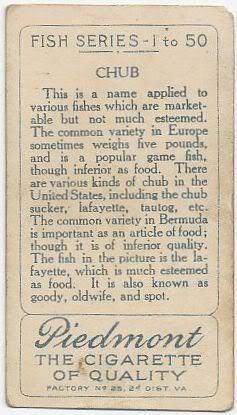 FISH SERIES - 1 to 50
CHUB
This is a name applied to
various fishes which are market-
able but not much esteemed.
The common variety in Europe
sometimes weighs five pounds,
and is a popular game fish,
though inferior as food. There
are various kinds of chub in the
United States, including the chub
sucker, lafayette, tautog, etc.
The common variety in Bermuda
is important as an article of food;
though it is of inferior quality.
The fish in the picture is the la-
fayette, which is much esteemed
as food. It is also known as
goody, oldwife, and spot.
Piedmont
THE CIGARETTE
OF QUALITY
FACTORY Nº 25, 2D DIST. VA.